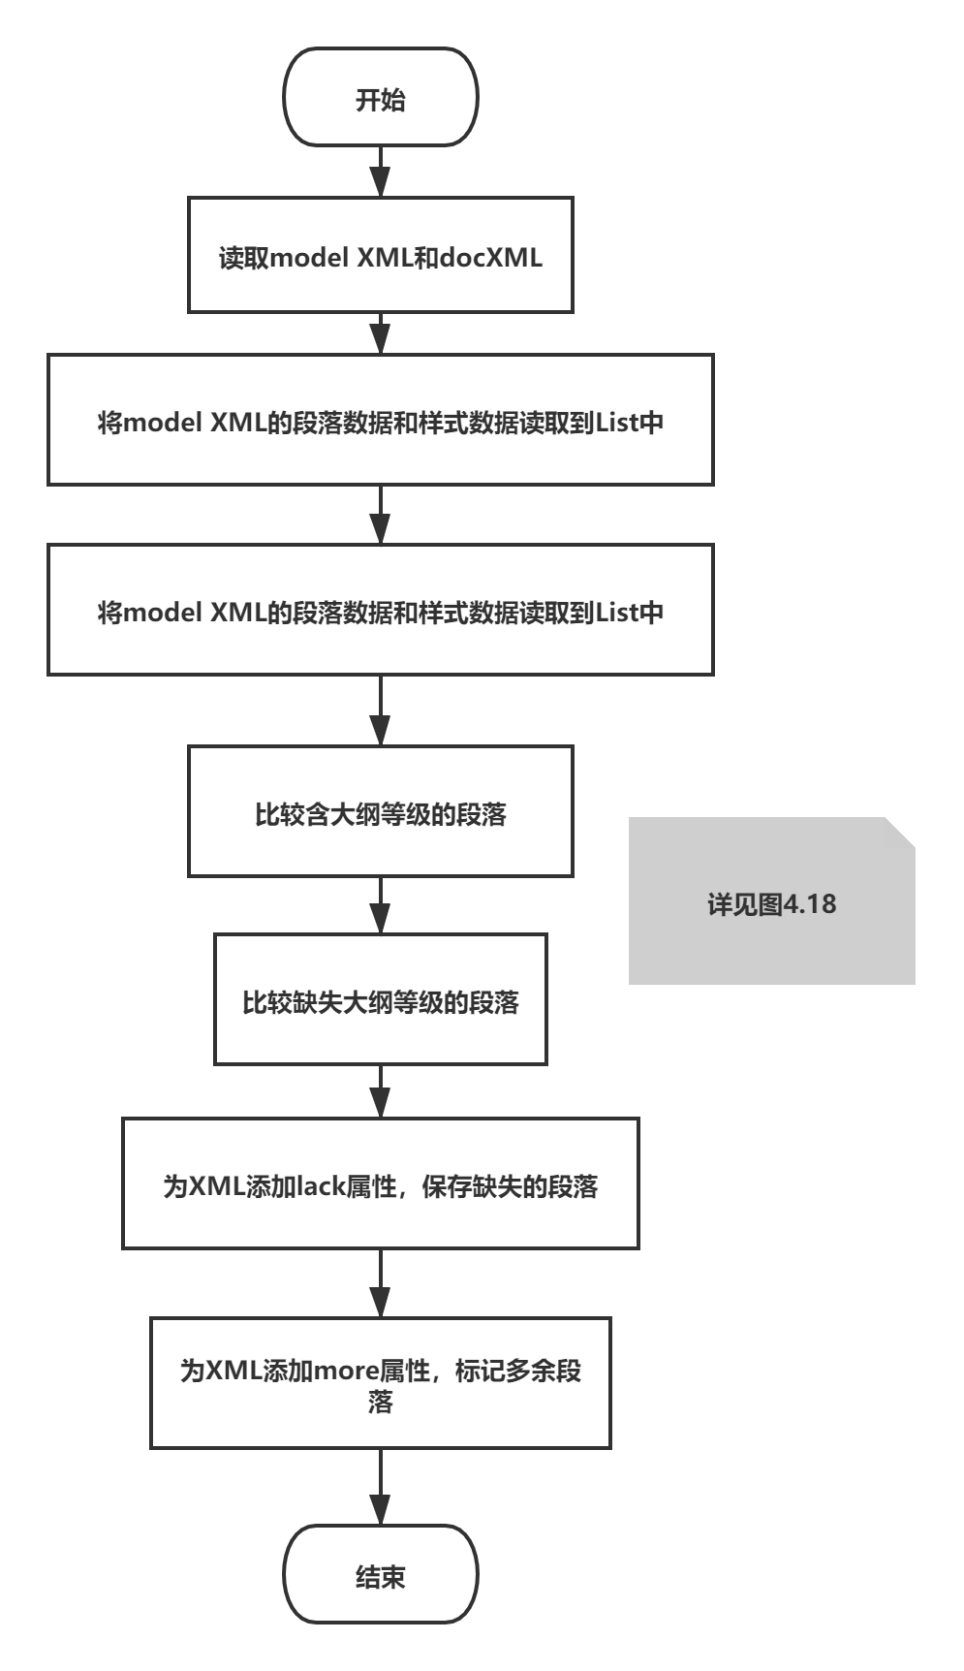 开始
读取model XML和docXML
将model XML的段落数据和样式数据读取到List中
将model XML的段落数据和样式数据读取到List中
比较含大纲等级的段落
详见图4.18
比较缺失大纲等级的段落
为XML添加lack属性，保存缺失的段落
为XML添加more属性，标记多余段
落
结束